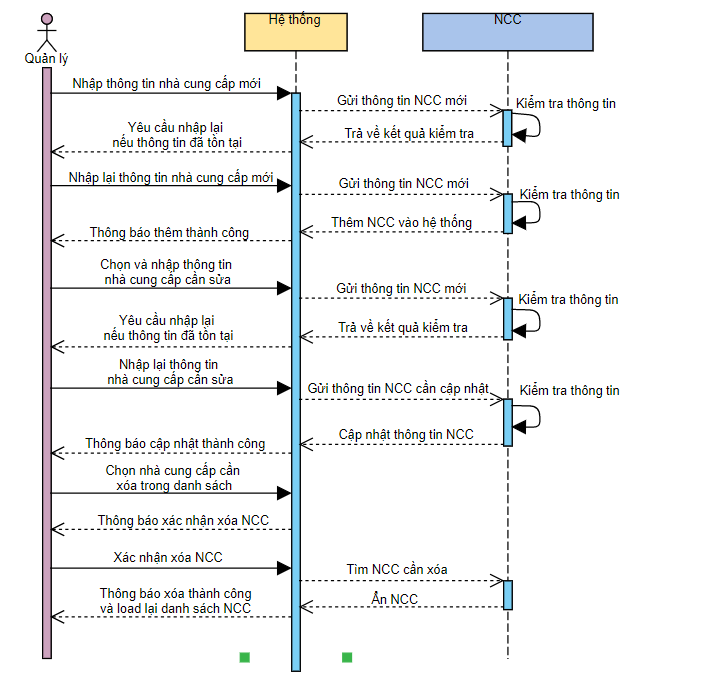 Hệ thống
NCC
Quản lý
Nhập thông tin nhà cung cấp mới
Gửi thông tin NCC mới
Kiểm tra thông tin
Yêu cầu nhập lại
nếu thông tin đã tồn tại
Trả về kết quả kiểm tra
Nhập lại thông tin nhà cung cấp mới
Gửi thông tin NCC mới
Kiểm tra thông tin
Thông báo thêm thành công
Thêm NCC vào hệ thống
Chọn và nhập thông tin
nhà cung cấp cần sửa
Gửi thông tin NCC mới
Kiểm tra thông tin
Yêu cầu nhập lại
nếu thông tin đã tồn tại
Trả về kết quả kiểm tra
Nhập lại thông tin
nhà cung cấp cần sửa
Gửi thông tin NCC cần cập nhật
Kiểm tra thông tin
Thông báo cập nhật thành công
Cập nhật thông tin NCC
Chọn nhà cung cấp cần
xóa trong danh sách
Thông báo xác nhận xóa NCC
Xác nhận xóa NCC
Tìm NCC cần xóa
Thông báo xóa thành công
và load lại danh sách NCC
Ẩn NCC